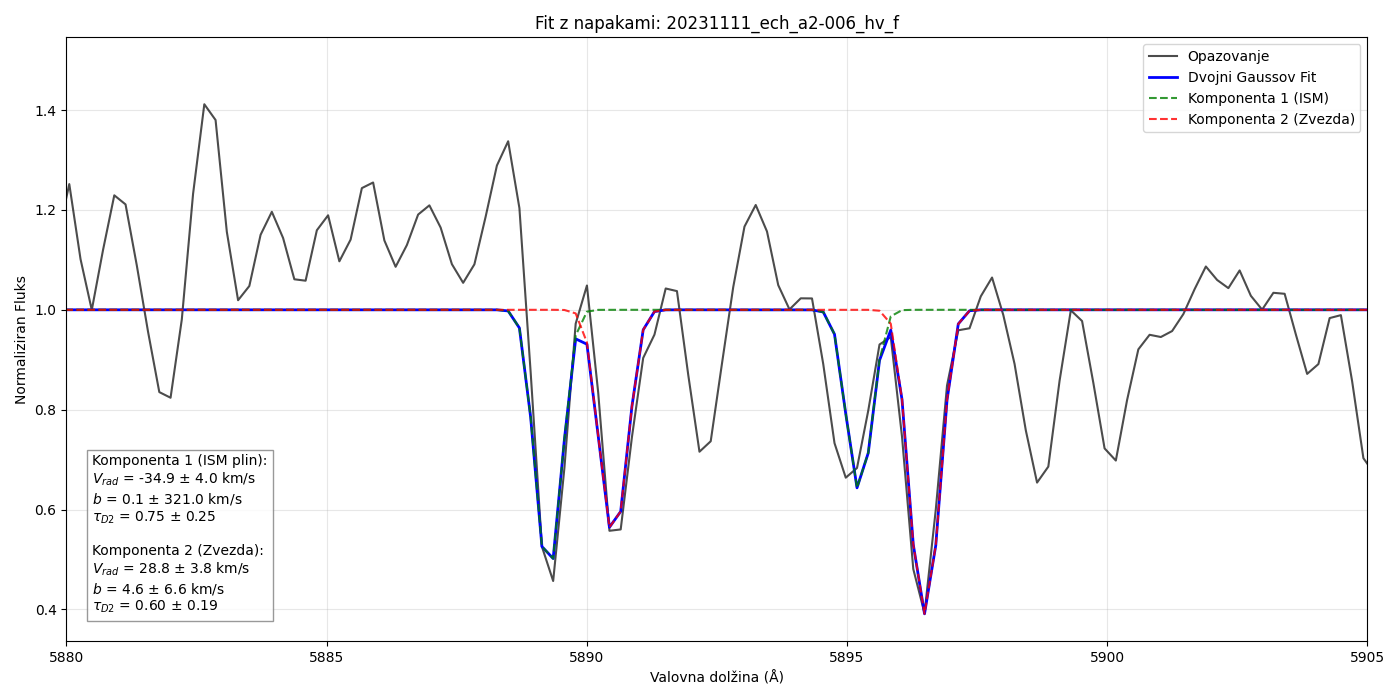 Fit z napakami: 20231111_ech_a2-006_hv_f
Opazovanje
Dvojni Gaussov Fit
Komponenta 1 (ISM)
Komponenta 2 (Zvezda)
Normaliziran Fluks
1.4
1.2
1.0
0.8
0.6
0.4
Komponenta 1 (ISM plin):
V_rad = -34.9 ± 4.0 km/s
b = 0.1 ± 321.0 km/s
τ_D2 = 0.75 ± 0.25
Komponenta 2 (Zvezda):
V_rad = 28.8 ± 3.8 km/s
b = 4.6 ± 6.6 km/s
τ_D2 = 0.60 ± 0.19
5880 5885 5890 5895 5900 5905
Valovna dolžina (Å)